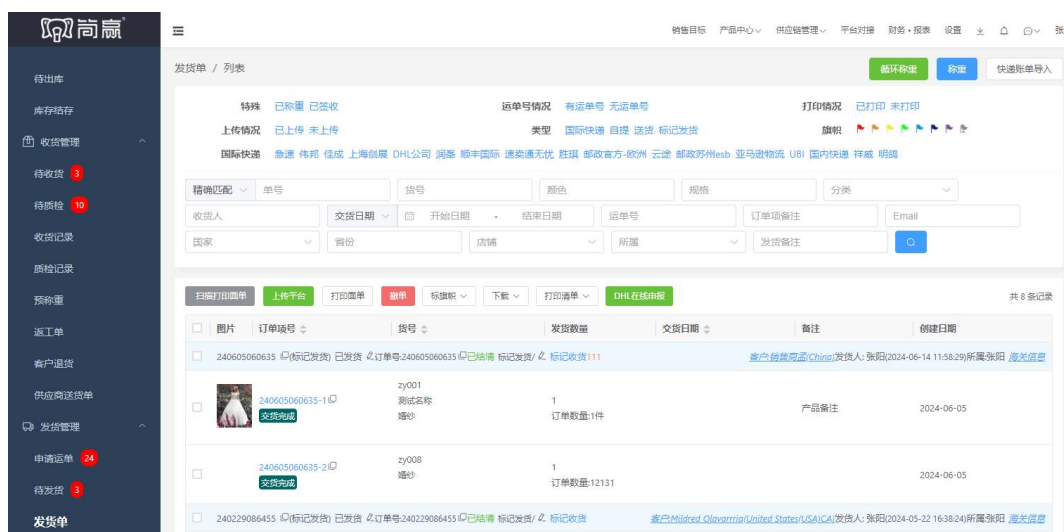 简赢
销售目标 产品中心 供应链管理 平台对接 财务•报表 设置 张
待出库
库存结存
收货管理
待收货 3
待质检 10
收货记录
质检记录
预称重
返工单
客户退货
供应商送货单
发货管理
申请运单 24
待发货 3
发货单
发货单 / 列表
循环称重 称重 快递账单导入
特殊 已称重 已签收 运单号情况 有运单号 无运单号 打印情况 已打印 未打印
上传情况 已上传 未上传 类型 国际快递 自提 送货 标记发货 旗帜
国际快递 急速 伟邦 佳成 上海创展 DHL公司 润峯 顺丰国际 速卖通无忧 胜琪 邮政官方-欧洲 云途 邮政苏州esb 亚马逊物流 UBI 国内快递 祥威 明鸽
精确匹配 单号 货号 颜色 规格 分类
收货人 交货日期 开始日期 - 结束日期 运单号 订单项备注 Email
国家 省份 店铺 所属 发货备注
扫描打印面单 上传平台 打印面单 撤单 标旗帜 下载 打印清单 DHL在线申报 共 8 条记录
图片 订单项号 货号 发货数量 交货日期 备注 创建日期
240605060635 (标记发货) 已发货 订单号:240605060635 已结清 标记发货/ 标记收货111 客户:销售商孟(China)发货人: 张阳(2024-06-14 11:58:29)所属:张阳 海关信息
240605060635-1
交货完成
zy001
测试名称
婚纱
1
订单数量:1件
产品备注
2024-06-05
240605060635-2
交货完成
zy008
婚纱
1
订单数量:12131
2024-06-05
240229086455 (标记发货) 已发货 订单号:240229086455 已结清 标记发货/ 标记收货 客户:Mildred Olavarrria(United States(USA)CA)发货人: 张阳(2024-05-22 16:38:24)所属:张阳 海关信息